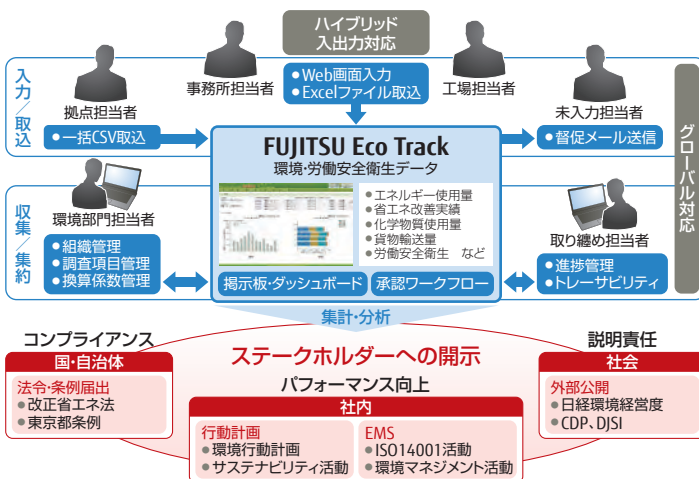 ハイブリッド
入出力対応
入力／取込
拠点担当者
事務所担当者
工場担当者
未入力担当者
●一括CSV取込
●Web画面入力
●Excelファイル取込
●督促メール送信
グローバル対応
FUJITSU Eco Track
環境・労働安全衛生データ
●エネルギー使用量
●省エネ改善実績
●化学物質使用量
●貨物輸送量
●労働安全衛生 など
掲示板・ダッシュボード
承認ワークフロー
収集／集約
環境部門担当者
●組織管理
●調査項目管理
●換算係数管理
取り纏め担当者
●進捗管理
●トレーサビリティ
集計・分析
ステークホルダーへの開示
コンプライアンス
国・自治体
法令・条例届出
●改正省エネ法
●東京都条例
パフォーマンス向上
社内
行動計画
●環境行動計画
●サステナビリティ活動
EMS
●ISO14001活動
●環境マネジメント活動
説明責任
社会
外部公開
●日経環境経営度
●CDP、DJSI